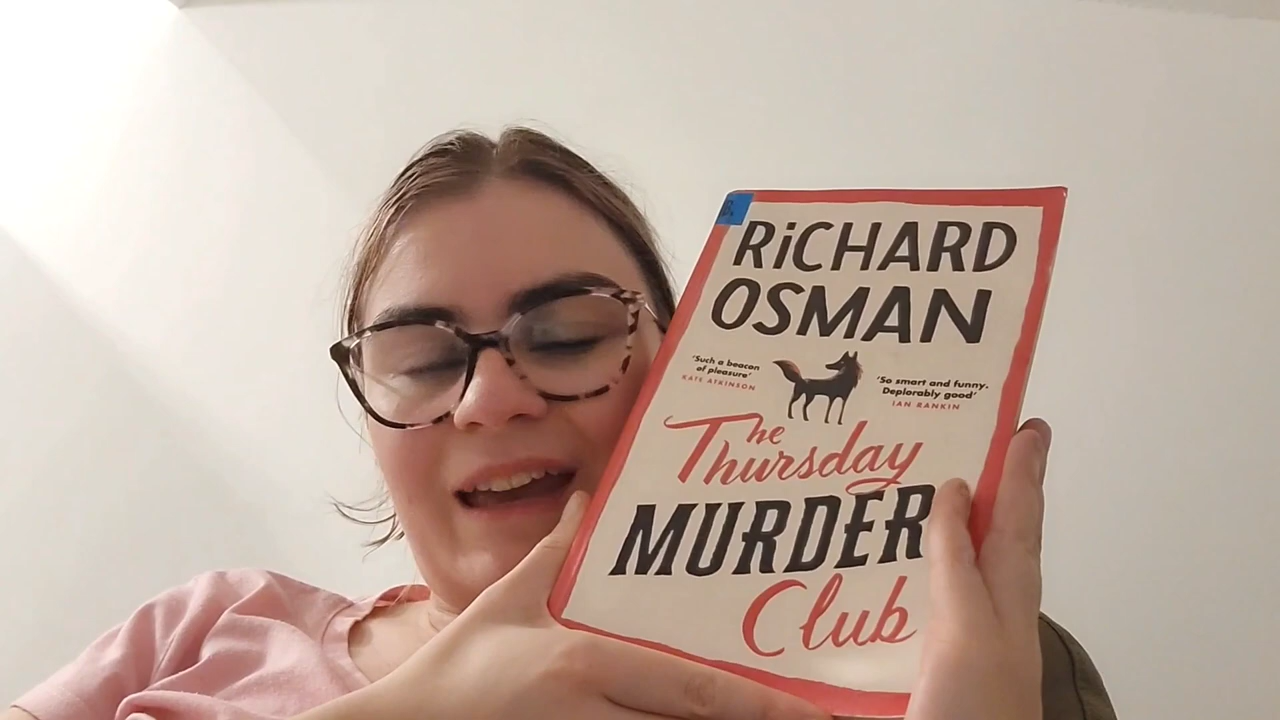 RiCHARD
OSMAN
'Such a beacon
of pleasure'
KATE ATKINSON
'So smart and funny.
Deplorably good'
IAN RANKIN
The
Thursday
MURDER
Club